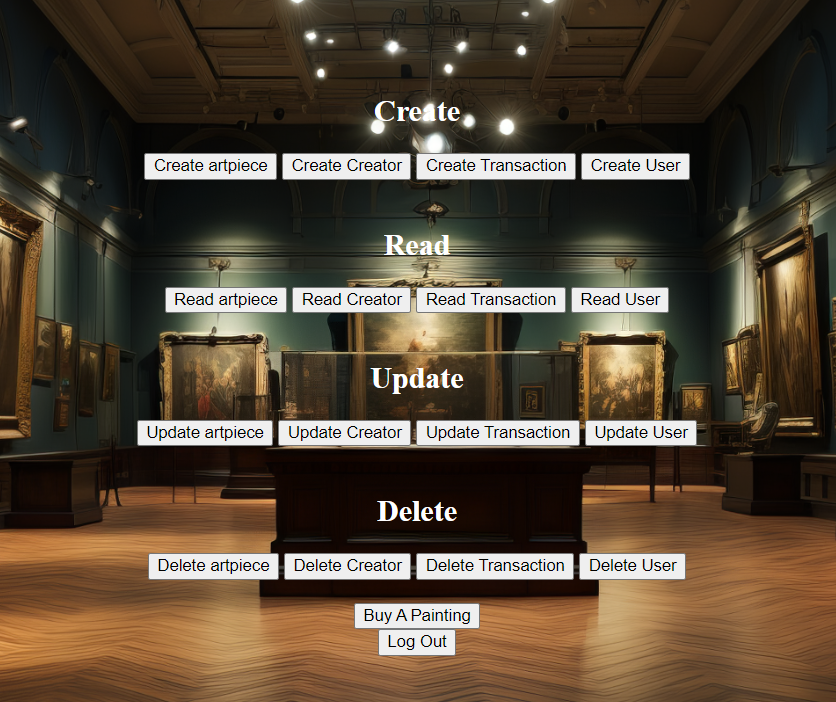 Create
Create artpiece Create Creator Create Transaction Create User
Read
Read artpiece Read Creator Read Transaction Read User
Update
Update artpiece Update Creator Update Transaction Update User
Delete
Delete artpiece Delete Creator Delete Transaction Delete User
Buy A Painting
Log Out